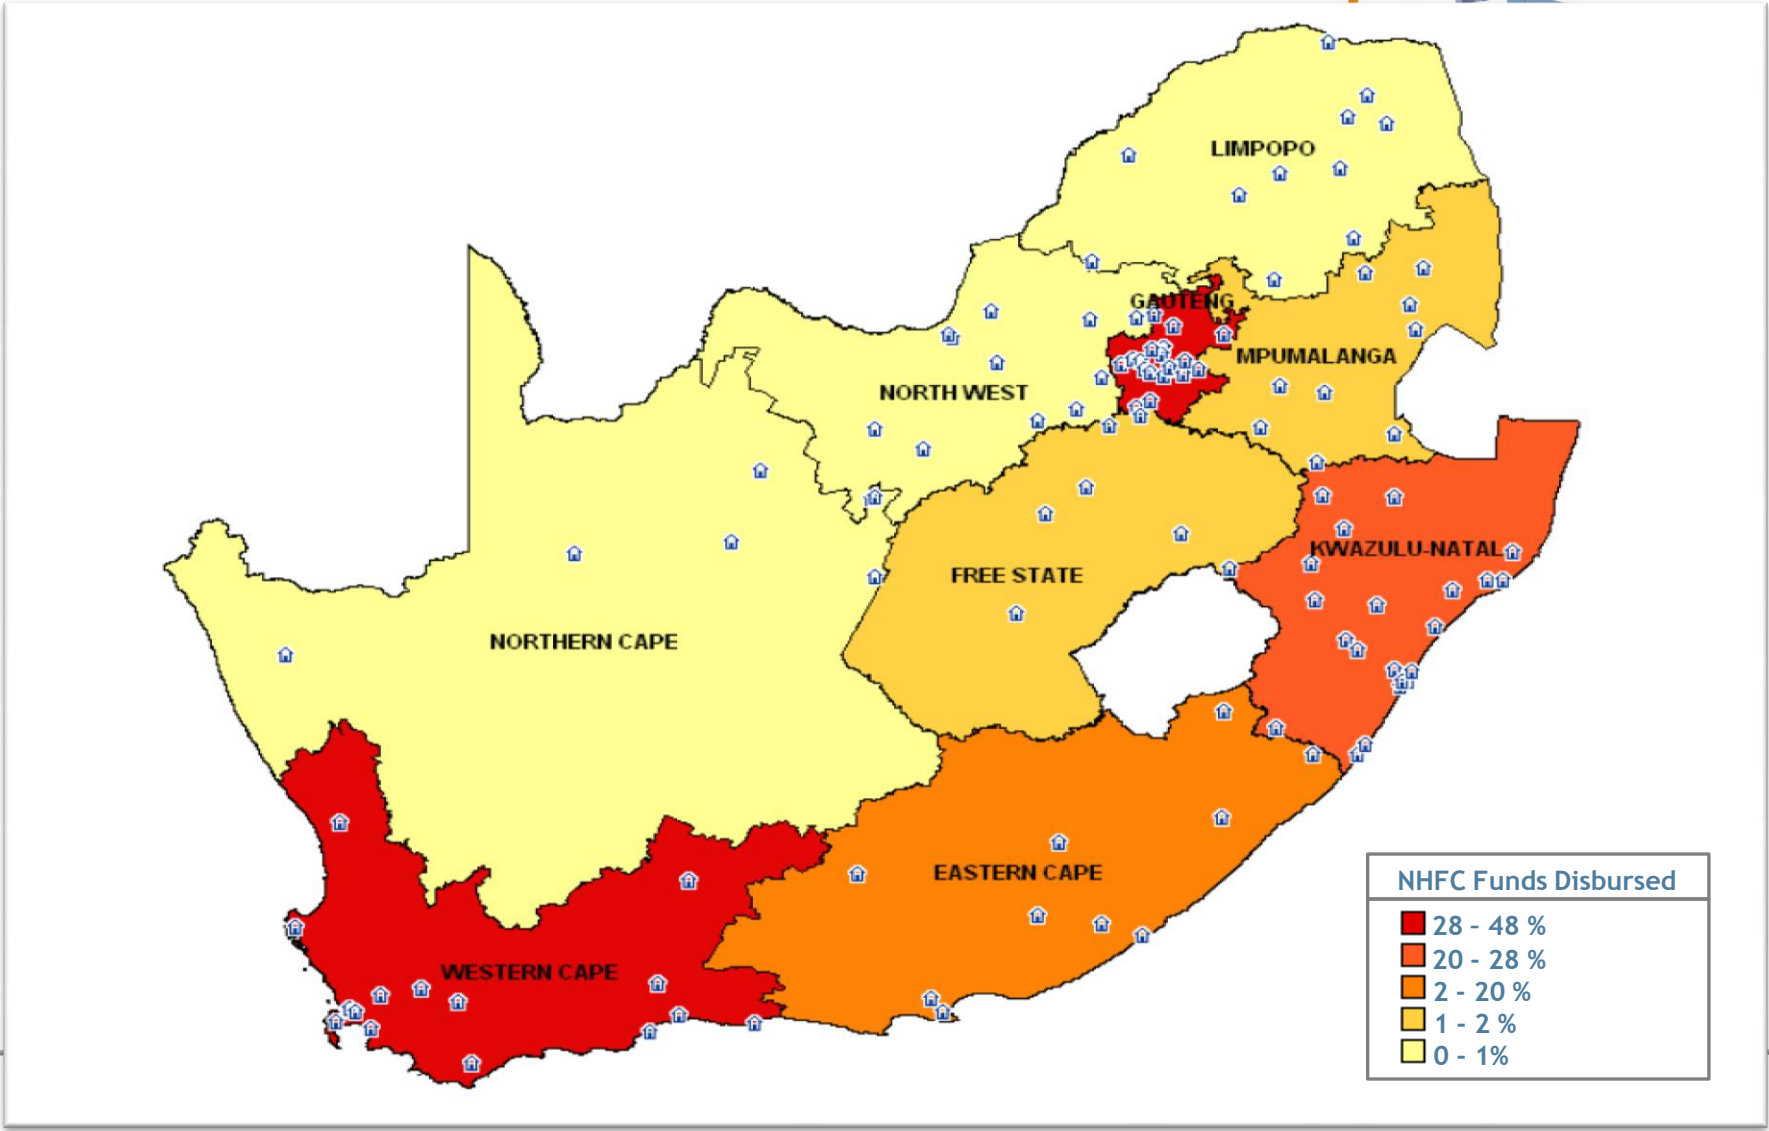 LIMPOPO
GAUTENG
MPUMALANGA
NORTH WEST
KWAZULU-NATAL
FREE STATE
NORTHERN CAPE
EASTERN CAPE
WESTERN CAPE
NHFC Funds Disbursed
28 - 48 %
20 - 28 %
2 - 20 %
1 - 2 %
0 - 1%